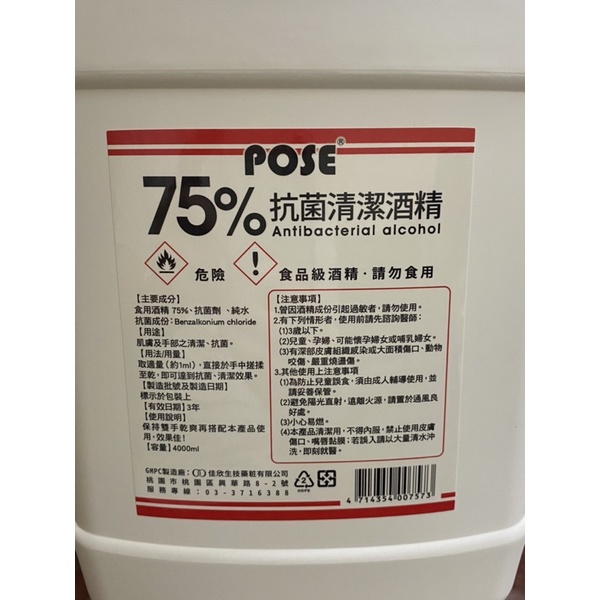 POSE®
75% 抗菌清潔酒精
Antibacterial alcohol
危險
食品級酒精・請勿食用
【主要成分】
食用酒精 75%、抗菌劑、純水
抗菌成份：Benzalkonium chloride
【用途】
肌膚及手部之清潔、抗菌。
【用法/用量】
取適量（約1ml），直接於手中搓揉
至乾，即可達到抗菌、清潔效果。
【製造批號及製造日期】
標示於包裝上
【有效日期】3年
【使用說明】
保持雙手乾爽再搭配本產品使
用，效果佳！
【容量】4000ml
【注意事項】
1.曾因酒精成份引起過敏者，請勿使用。
2.有下列情形者，使用前請先諮詢醫師：
(1)3歲以下。
(2)兒童、孕婦、可能懷孕婦女或哺乳婦女。
(3)有深部皮膚組織感染或大面積傷口、動物
咬傷、嚴重燒燙傷。
3.其他使用上注意事項
(1)為防止兒童誤食，須由成人輔導使用，並
請妥善保管。
(2)避免陽光直射，遠離火源，請置於通風良
好處。
(3)小心易燃。
(4)本產品清潔用，不得內服，禁止使用皮膚
傷口、嘴唇黏膜；若誤入請以大量清水沖
洗，即刻就醫。
GMPC製造廠：佳欣生技藥粧有限公司
桃園市桃園區興華路8-2號
服務專線：03-3716388
2
HDPE
4 714354 007573